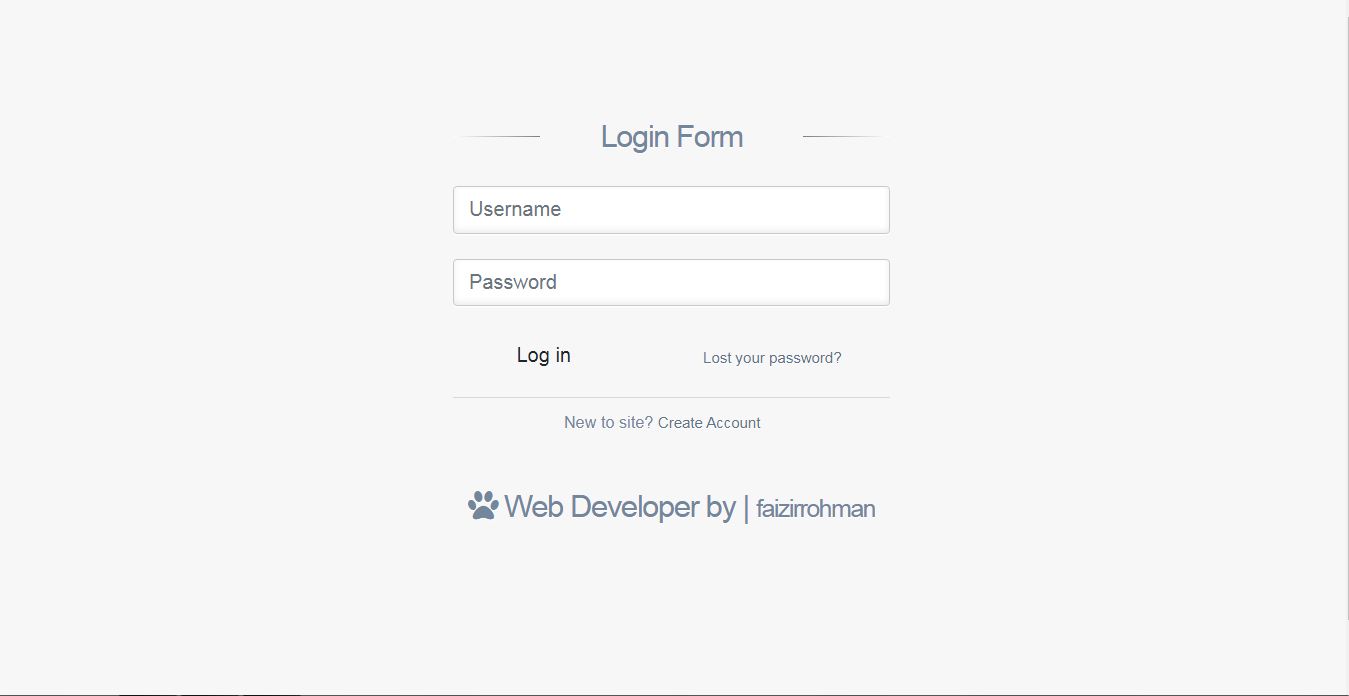 Login Form
Username
Password
Log in Lost your password?
New to site? Create Account
Web Developer by | faizirrohman